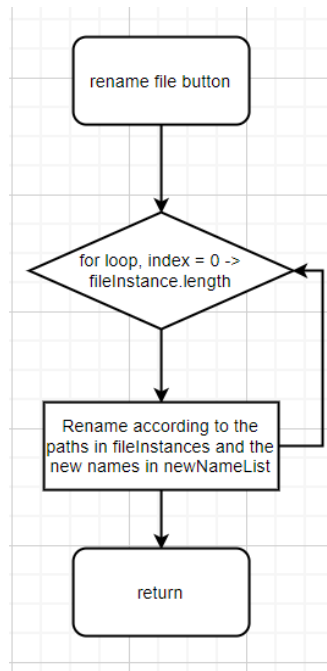 rename file button
for loop, index = 0 ->
fileInstance.length
Rename according to the
paths in fileInstances and the
new names in newNameList
return